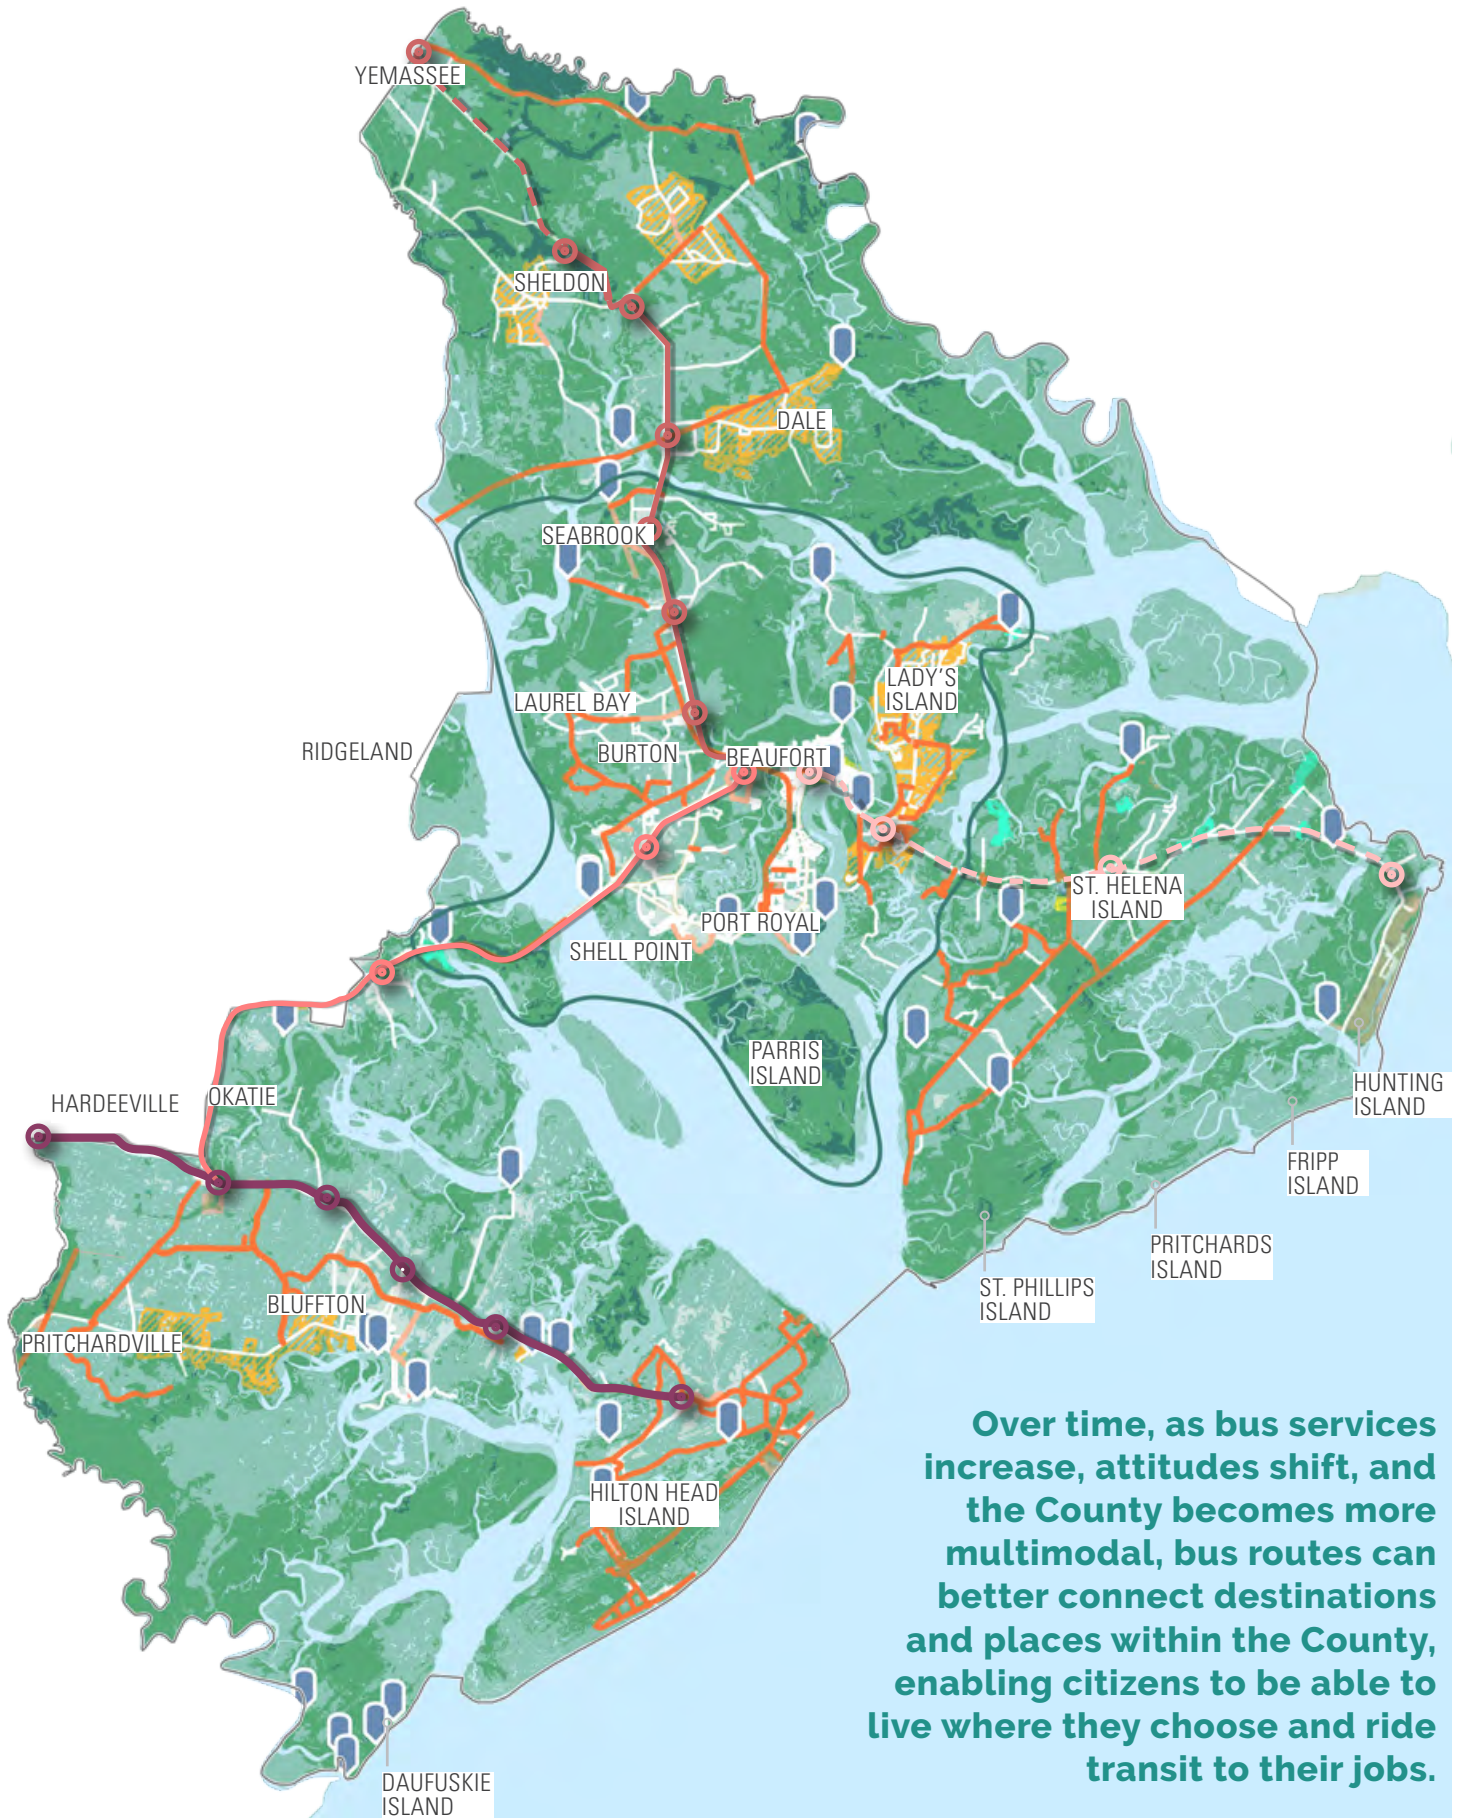 YEMASSEE
SHELDON
DALE
SEABROOK
LADY'S
ISLAND
LAUREL BAY
RIDGELAND
BURTON
BEAUFORT
ST. HELENA
ISLAND
PORT ROYAL
SHELL POINT
PARRIS
ISLAND
HUNTING
ISLAND
OKATIE
HARDEEVILLE
FRIPP
ISLAND
PRITCHARDS
ISLAND
ST. PHILLIPS
ISLAND
BLUFFTON
PRITCHARDVILLE
HILTON HEAD
ISLAND
DAUFUSKIE
ISLAND
Over time, as bus services
increase, attitudes shift, and
the County becomes more
multimodal, bus routes can
better connect destinations
and places within the County,
enabling citizens to be able to
live where they choose and ride
transit to their jobs.